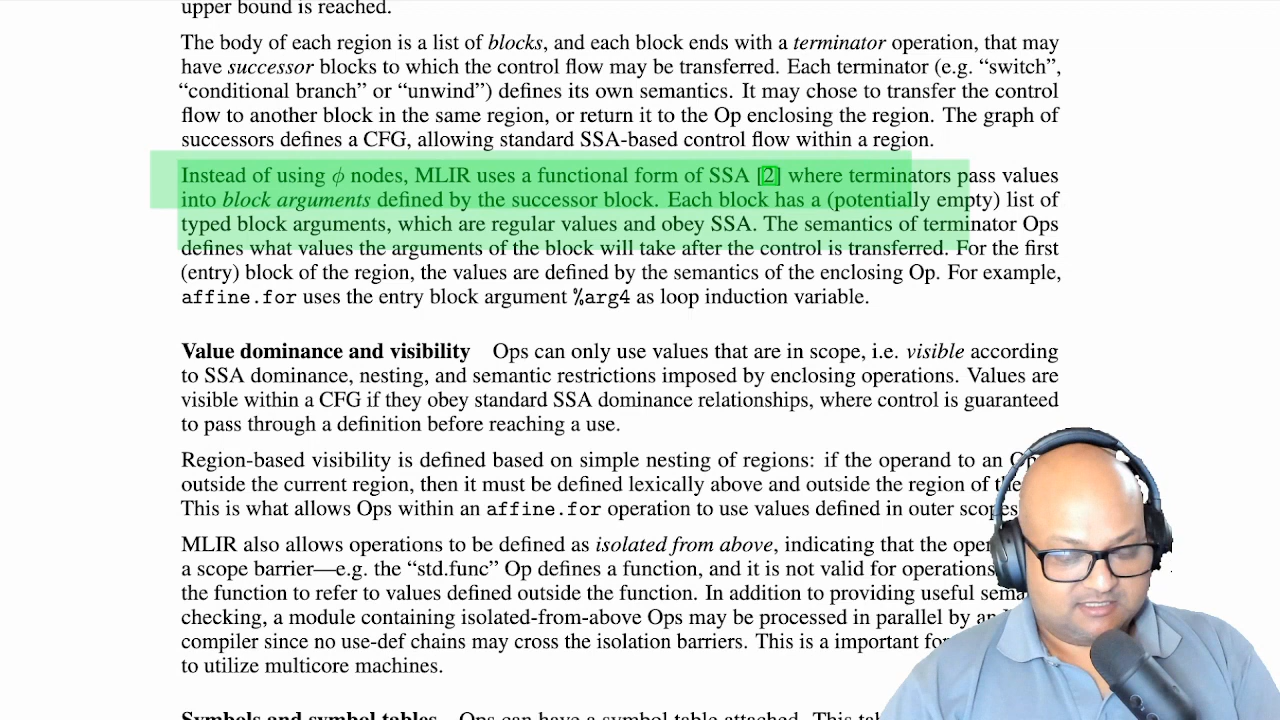 upper bound is reached.
The body of each region is a list of blocks, and each block ends with a terminator operation, that may
have successor blocks to which the control flow may be transferred. Each terminator (e.g. “switch”,
“conditional branch” or “unwind”) defines its own semantics. It may chose to transfer the control
flow to another block in the same region, or return it to the Op enclosing the region. The graph of
successors defines a CFG, allowing standard SSA-based control flow within a region.
Instead of using ϕ nodes, MLIR uses a functional form of SSA [2] where terminators pass values
into block arguments defined by the successor block. Each block has a (potentially empty) list of
typed block arguments, which are regular values and obey SSA. The semantics of terminator Ops
defines what values the arguments of the block will take after the control is transferred. For the first
(entry) block of the region, the values are defined by the semantics of the enclosing Op. For example,
affine.for uses the entry block argument %arg4 as loop induction variable.
Value dominance and visibility Ops can only use values that are in scope, i.e. visible according
to SSA dominance, nesting, and semantic restrictions imposed by enclosing operations. Values are
visible within a CFG if they obey standard SSA dominance relationships, where control is guaranteed
to pass through a definition before reaching a use.
Region-based visibility is defined based on simple nesting of regions: if the operand to an Op
outside the current region, then it must be defined lexically above and outside the region of the
This is what allows Ops within an affine.for operation to use values defined in outer scopes
MLIR also allows operations to be defined as isolated from above, indicating that the
a scope barrier—e.g. the “std.func” Op defines a function, and it is not valid for operations
the function to refer to values defined outside the function. In addition to providing useful
checking, a module containing isolated-from-above Ops may be processed in parallel by
compiler since no use-def chains may cross the isolation barriers. This is a important
to utilize multicore machines.
Symbols and symbol tables Ops can have a symbol table attached. This